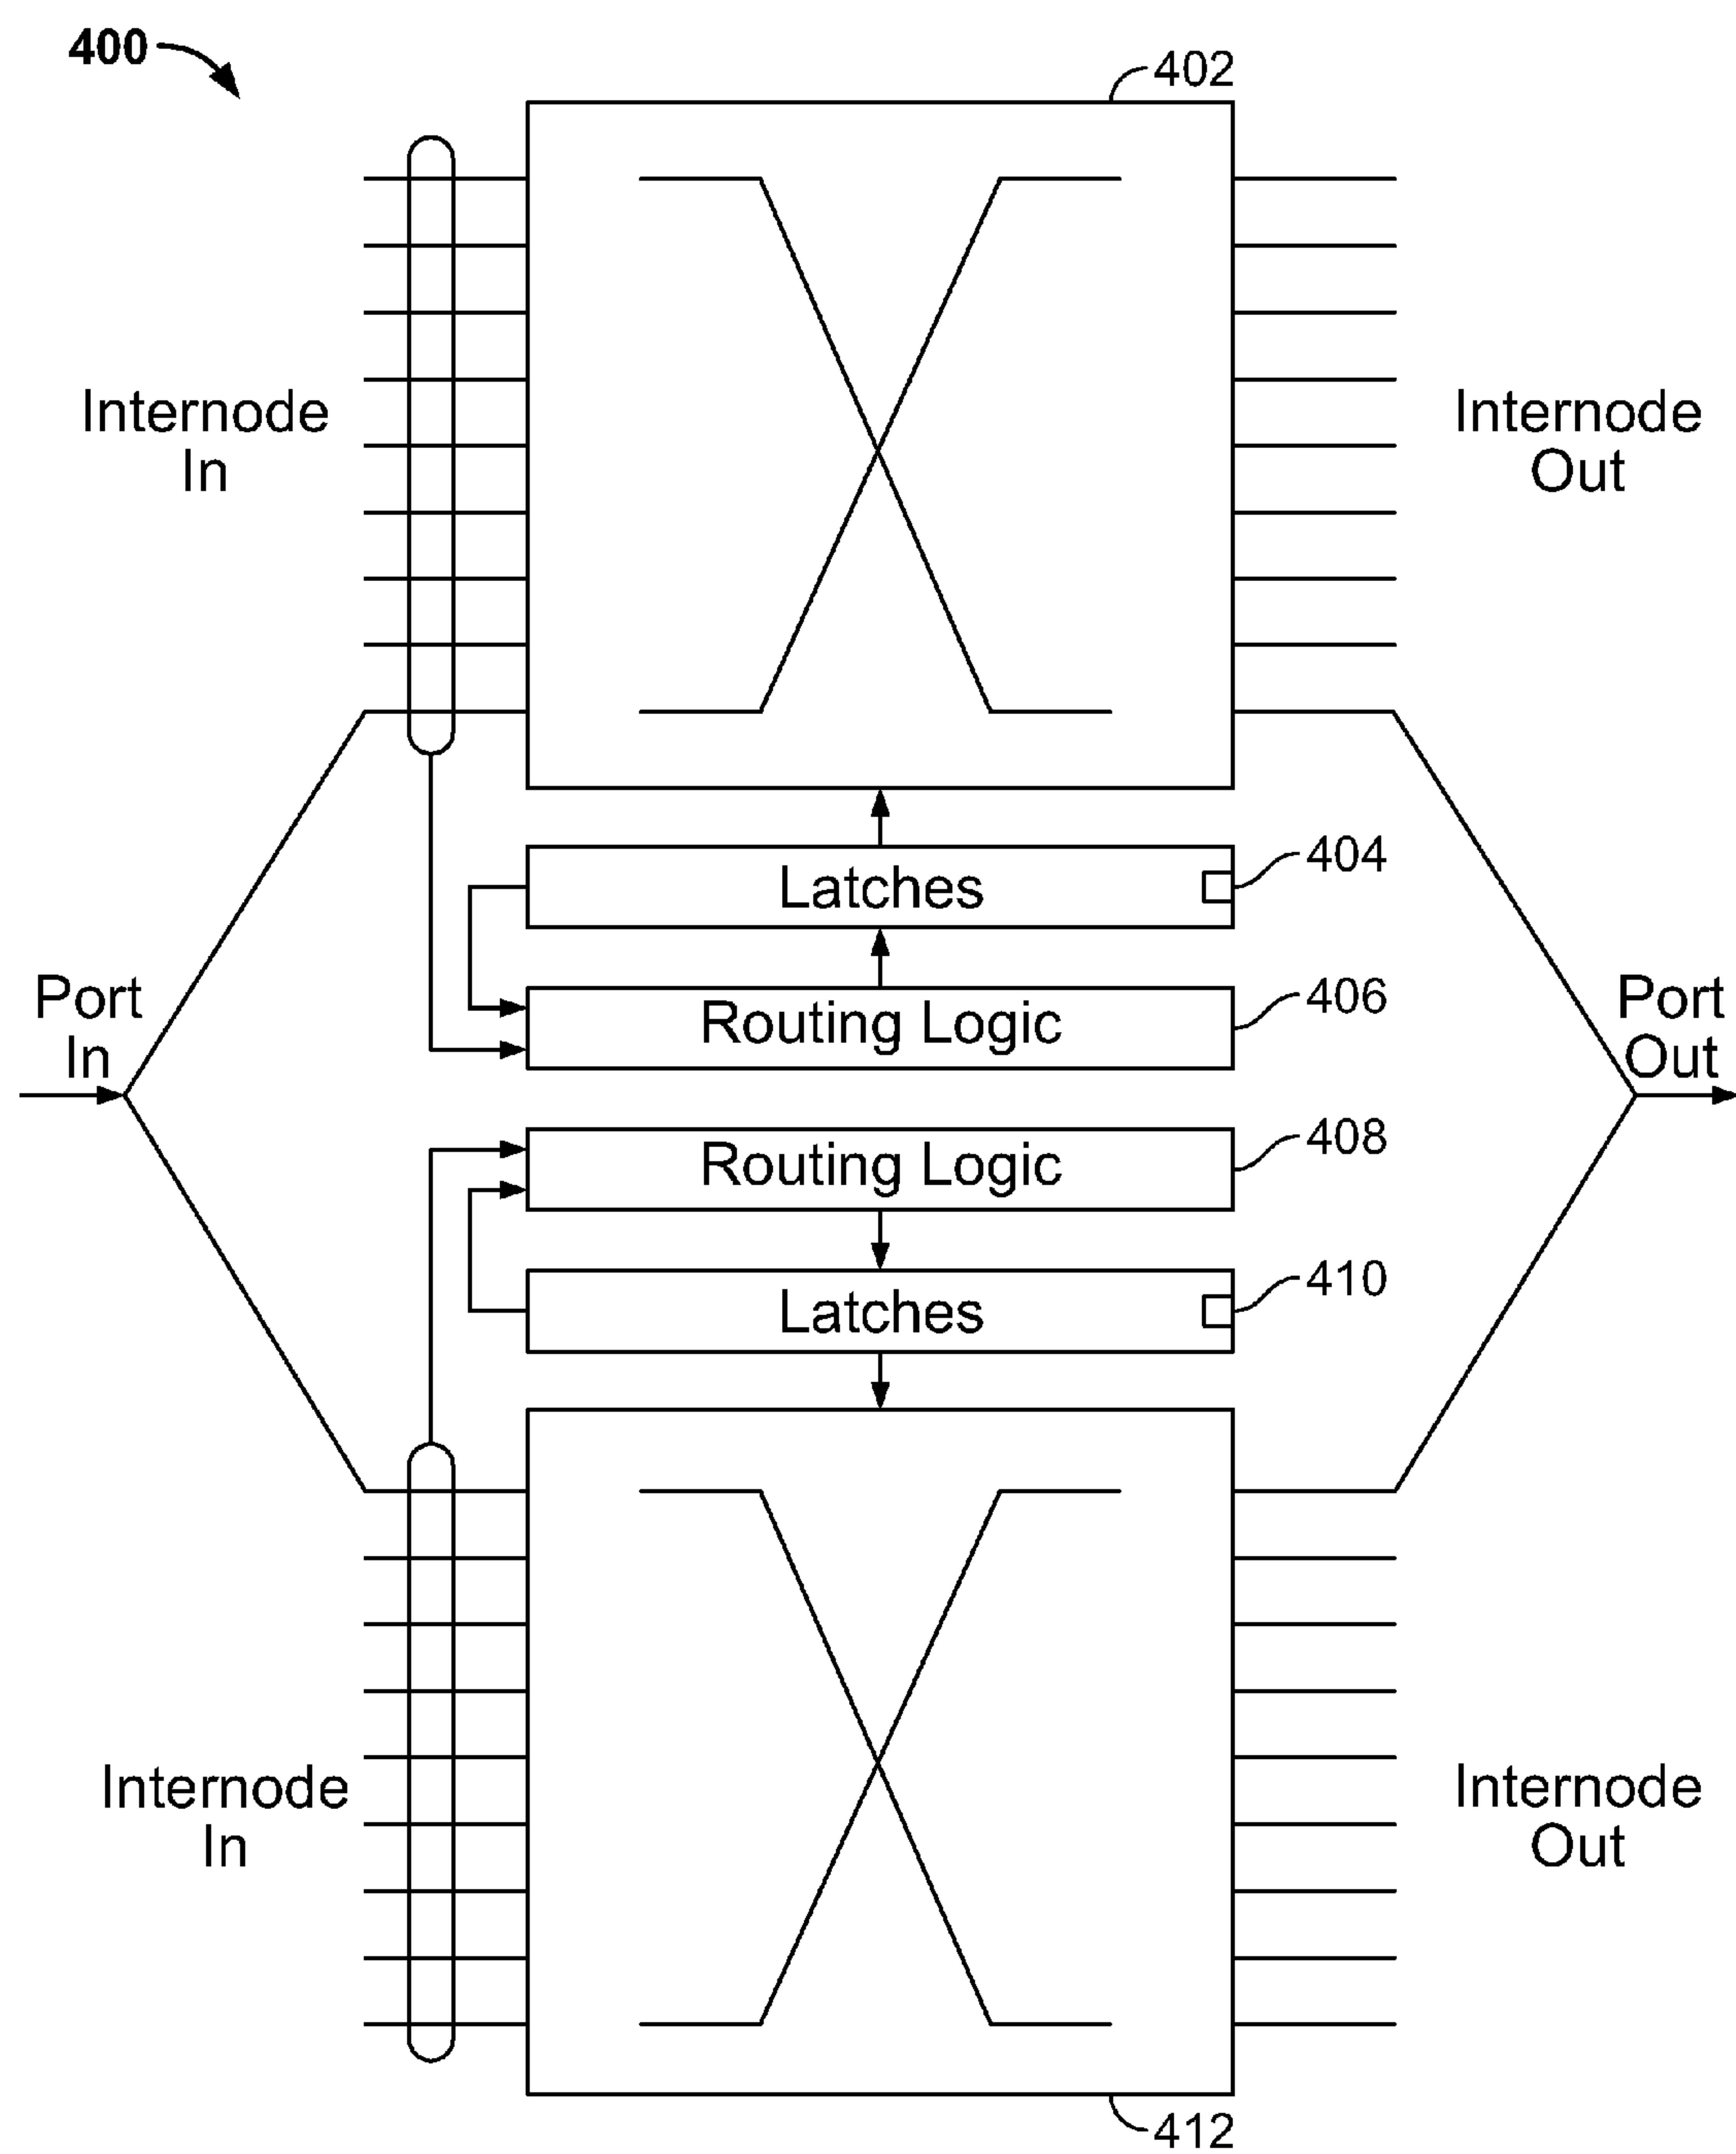 400
402
Internode
In
Internode
Out
Latches
404
Port
In
Routing Logic
406
Port
Out
Routing Logic
408
Latches
410
Internode
In
Internode
Out
412